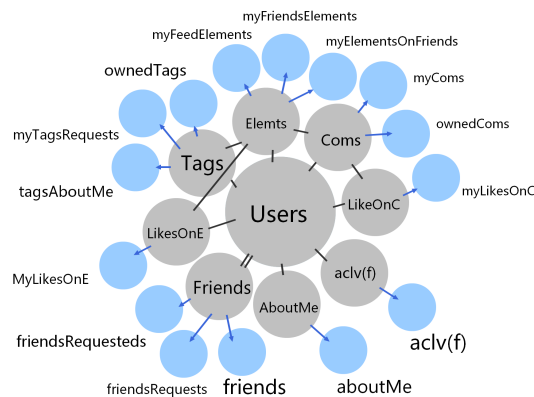 myFriendsElements
myFeedElements
myElementsOnFriends
ownedTags
myComs
Elemts
ownedComs
myTagsRequests
Coms
Tags
tagsAboutMe
myLikesOnC
LikeOnC
Users
LikesOnE
MyLikesOnE
aclv(f)
Friends
AboutMe
friendsRequesteds
aclv(f)
friendsRequests
friends
aboutMe